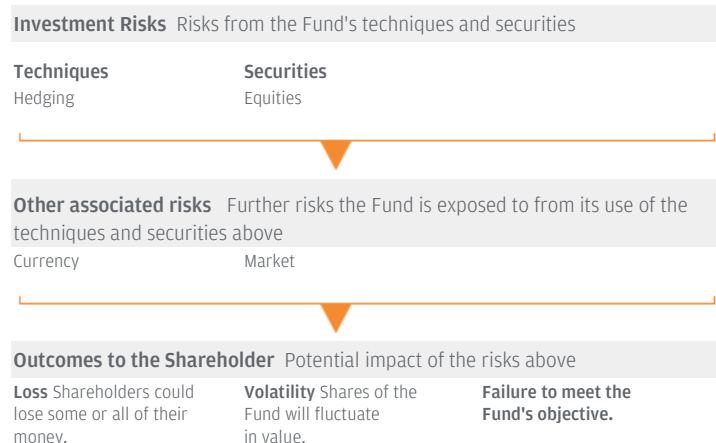 Investment Risks Risks from the Fund's techniques and securities
Techniques Securities
Hedging Equities
Other associated risks Further risks the Fund is exposed to from its use of the
techniques and securities above
Currency Market
Outcomes to the Shareholder Potential impact of the risks above
Loss Shareholders could
lose some or all of their
money.
Volatility Shares of the
Fund will fluctuate
in value.
Failure to meet the
Fund's objective.